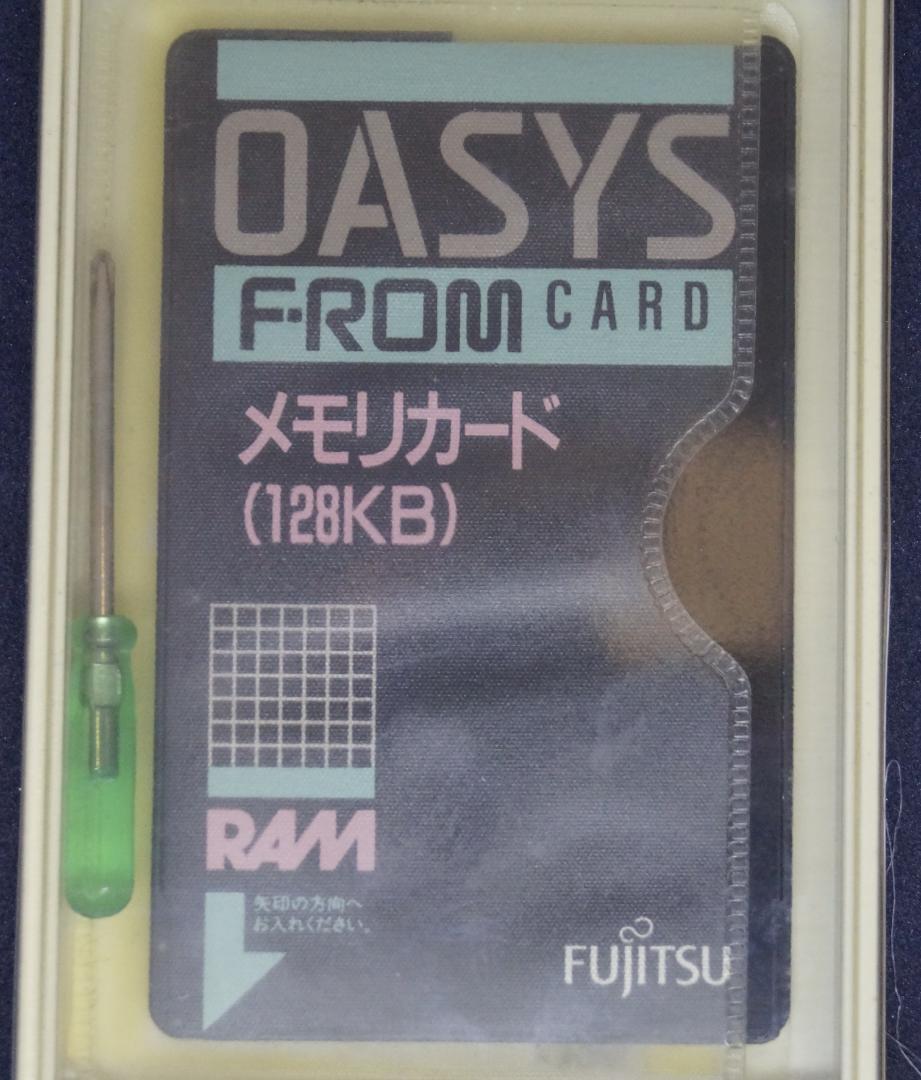 OASYS
F·ROM CARD
メモリカード
(128KB)
RAM
矢印の方向へ
お入れください。
FUJITSU